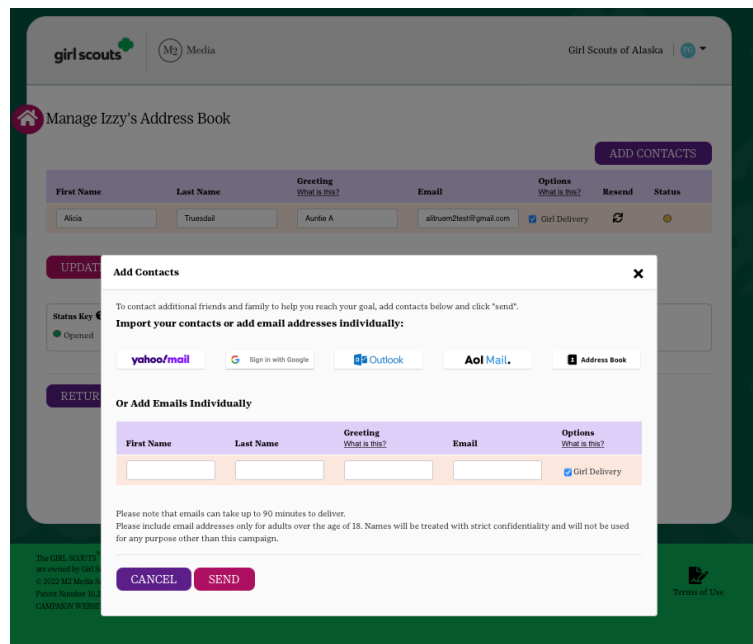 girl scouts
M2 Media
Girl Scouts of Alaska
PG
Manage Izzy's Address Book
ADD CONTACTS
First Name Last Name Greeting What is this? Email Options What is this? Resend Status
Alicia Truesdail Auntie A alitruem2test@gmail.com Girl Delivery
UPDAT
Status Key
Opened
RETUR
Add Contacts
To contact additional friends and family to help you reach your goal, add contacts below and click "send".
Import your contacts or add email addresses individually:
yahoo!mail
G Sign in with Google
Outlook
Aol Mail.
Address Book
Or Add Emails Individually
First Name Last Name Greeting What is this? Email Options What is this?
Girl Delivery
Please note that emails can take up to 90 minutes to deliver.
Please include email addresses only for adults over the age of 18. Names will be treated with strict confidentiality and will not be used
for any purpose other than this campaign.
CANCEL SEND
The GIRL SCOUTS
are owned by Girl S
© 2022 M2 Media
Patent Number 10,2
CAMPAIGN WEBS
Terms of Use